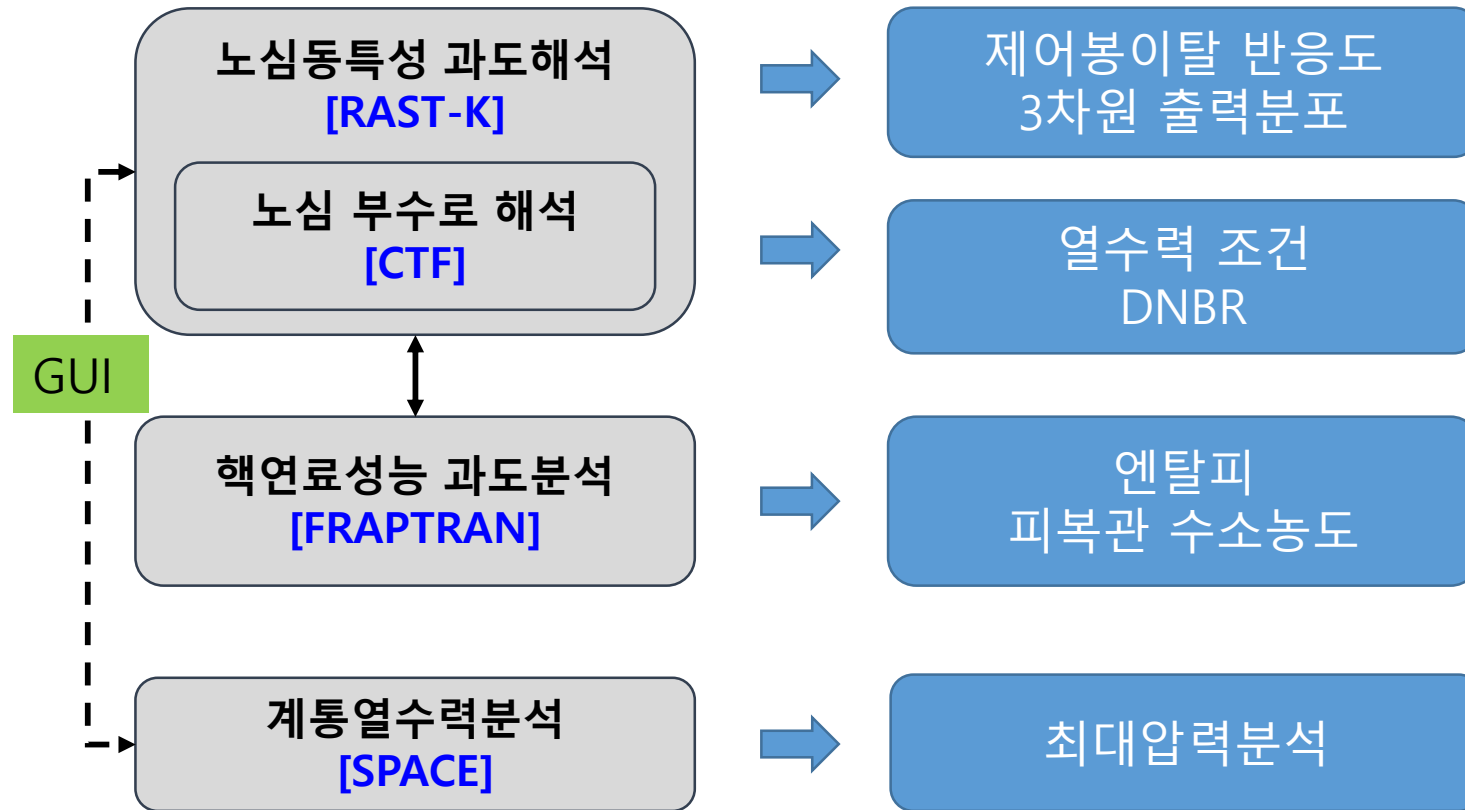 노심동특성 과도해석
[RAST-K]
제어봉이탈 반응도
3차원 출력분포
노심 부수로 해석
[CTF]
열수력 조건
DNBR
GUI
핵연료성능 과도분석
[FRAPTRAN]
엔탈피
피복관 수소농도
계통열수력분석
[SPACE]
최대압력분석